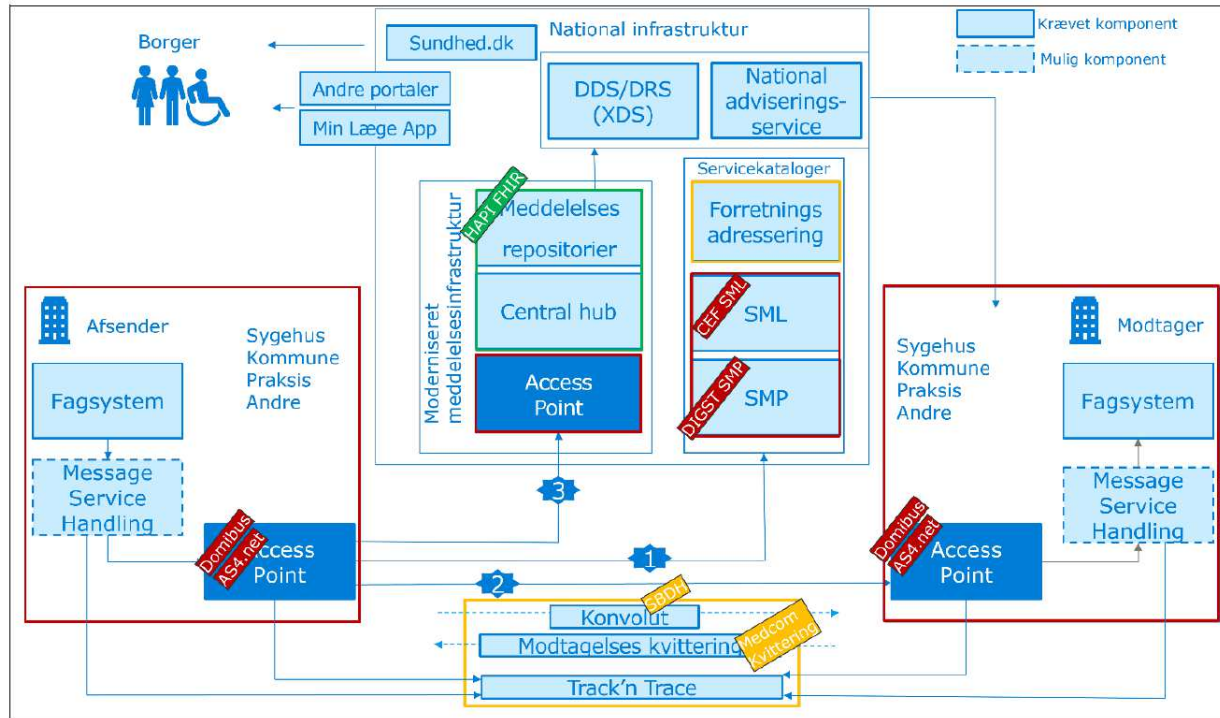 Borger
Sundhed.dk
Andre portaler
Min Læge App
National infrastruktur
DDS/DRS
(XDS)
National
adviserings-
service
Krævet komponent
Mulig komponent
Moderniseret
meddelelsesinfrastruktur
HAPI FHIR
Meddelelses
repositorier
Central hub
Access
Point
Servicekataloger
Forretnings
adressering
CEF SML
SML
DIGST SMP
SMP
Afsender
Sygehus
Kommune
Praksis
Andre
Fagsystem
Message
Service
Handling
Domibus
AS4.net
Access
Point
Modtager
Sygehus
Kommune
Praksis
Andre
Fagsystem
Message
Service
Handling
Domibus
AS4.net
Access
Point
3
1
2
SBDH
Konvolut
Modtagelses kvittering
Medcom
Kvittering
Track'n Trace